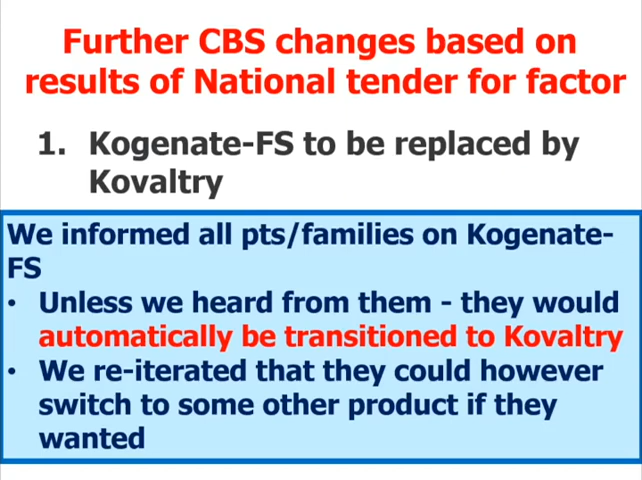 Further CBS changes based on
results of National tender for factor
1. Kogenate-FS to be replaced by
Kovaltry
We informed all pts/families on Kogenate-
FS
• Unless we heard from them - they would
automatically be transitioned to Kovaltry
• We re-iterated that they could however
switch to some other product if they
wanted